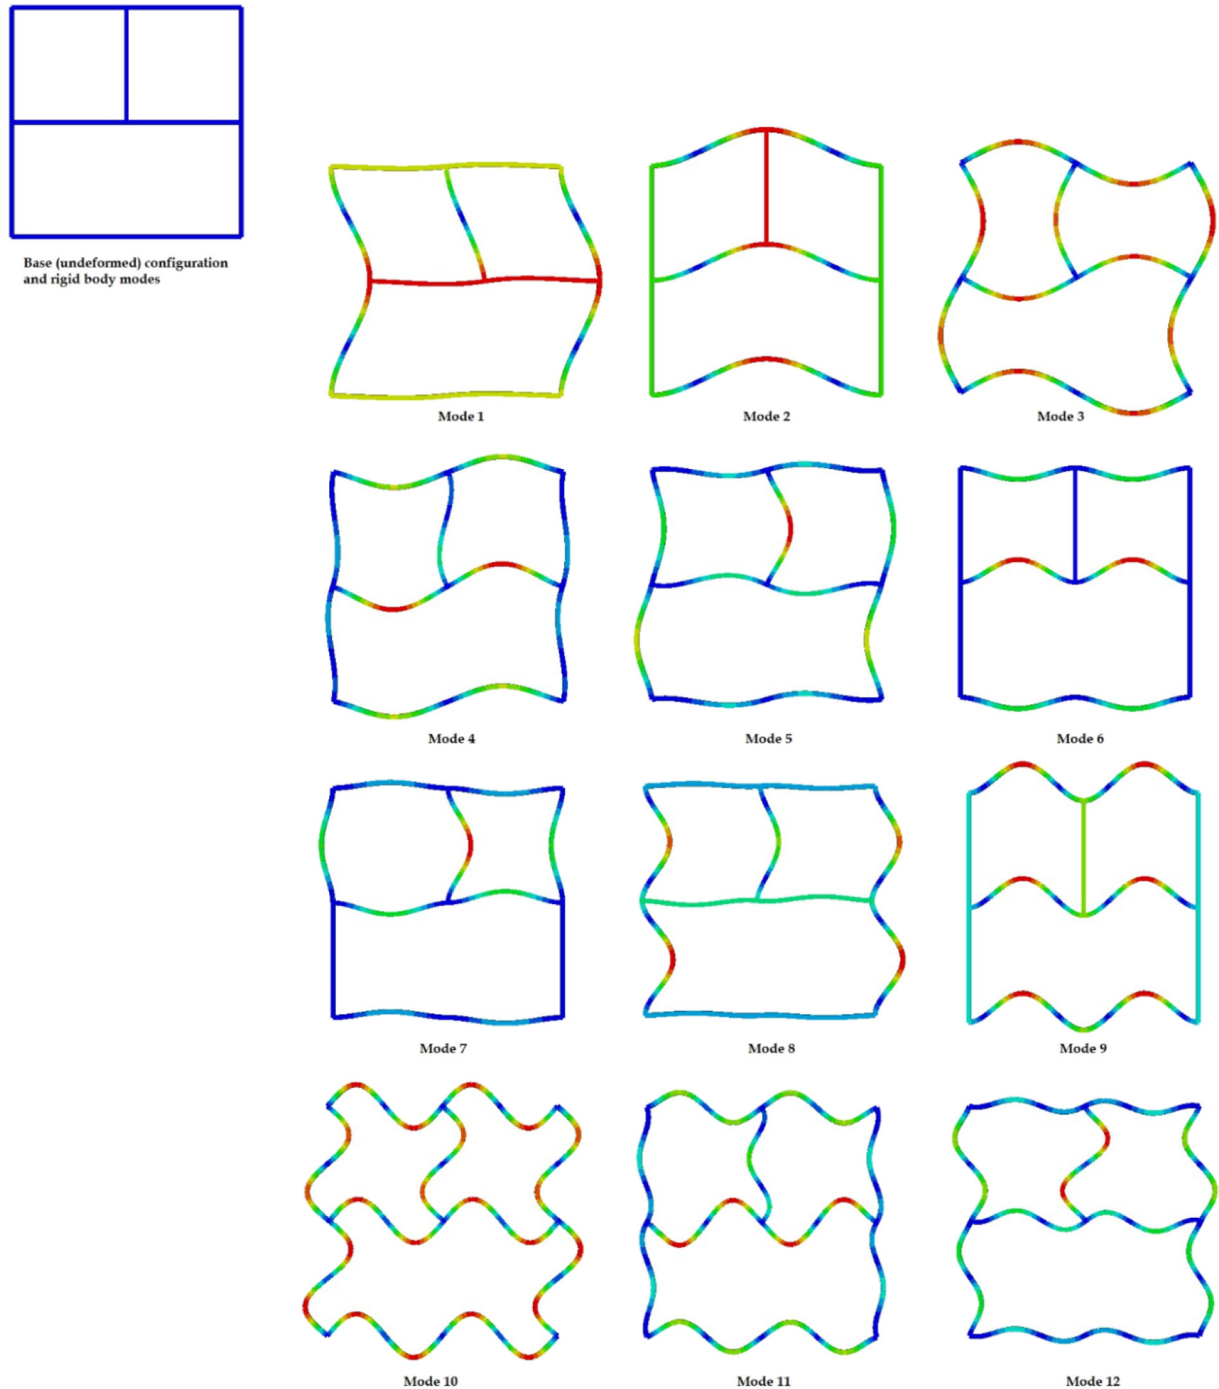 Base (undeformed) configuration
and rigid body modes
Mode 1
Mode 2
Mode 3
Mode 4
Mode 5
Mode 6
Mode 7
Mode 8
Mode 9
Mode 10
Mode 11
Mode 12